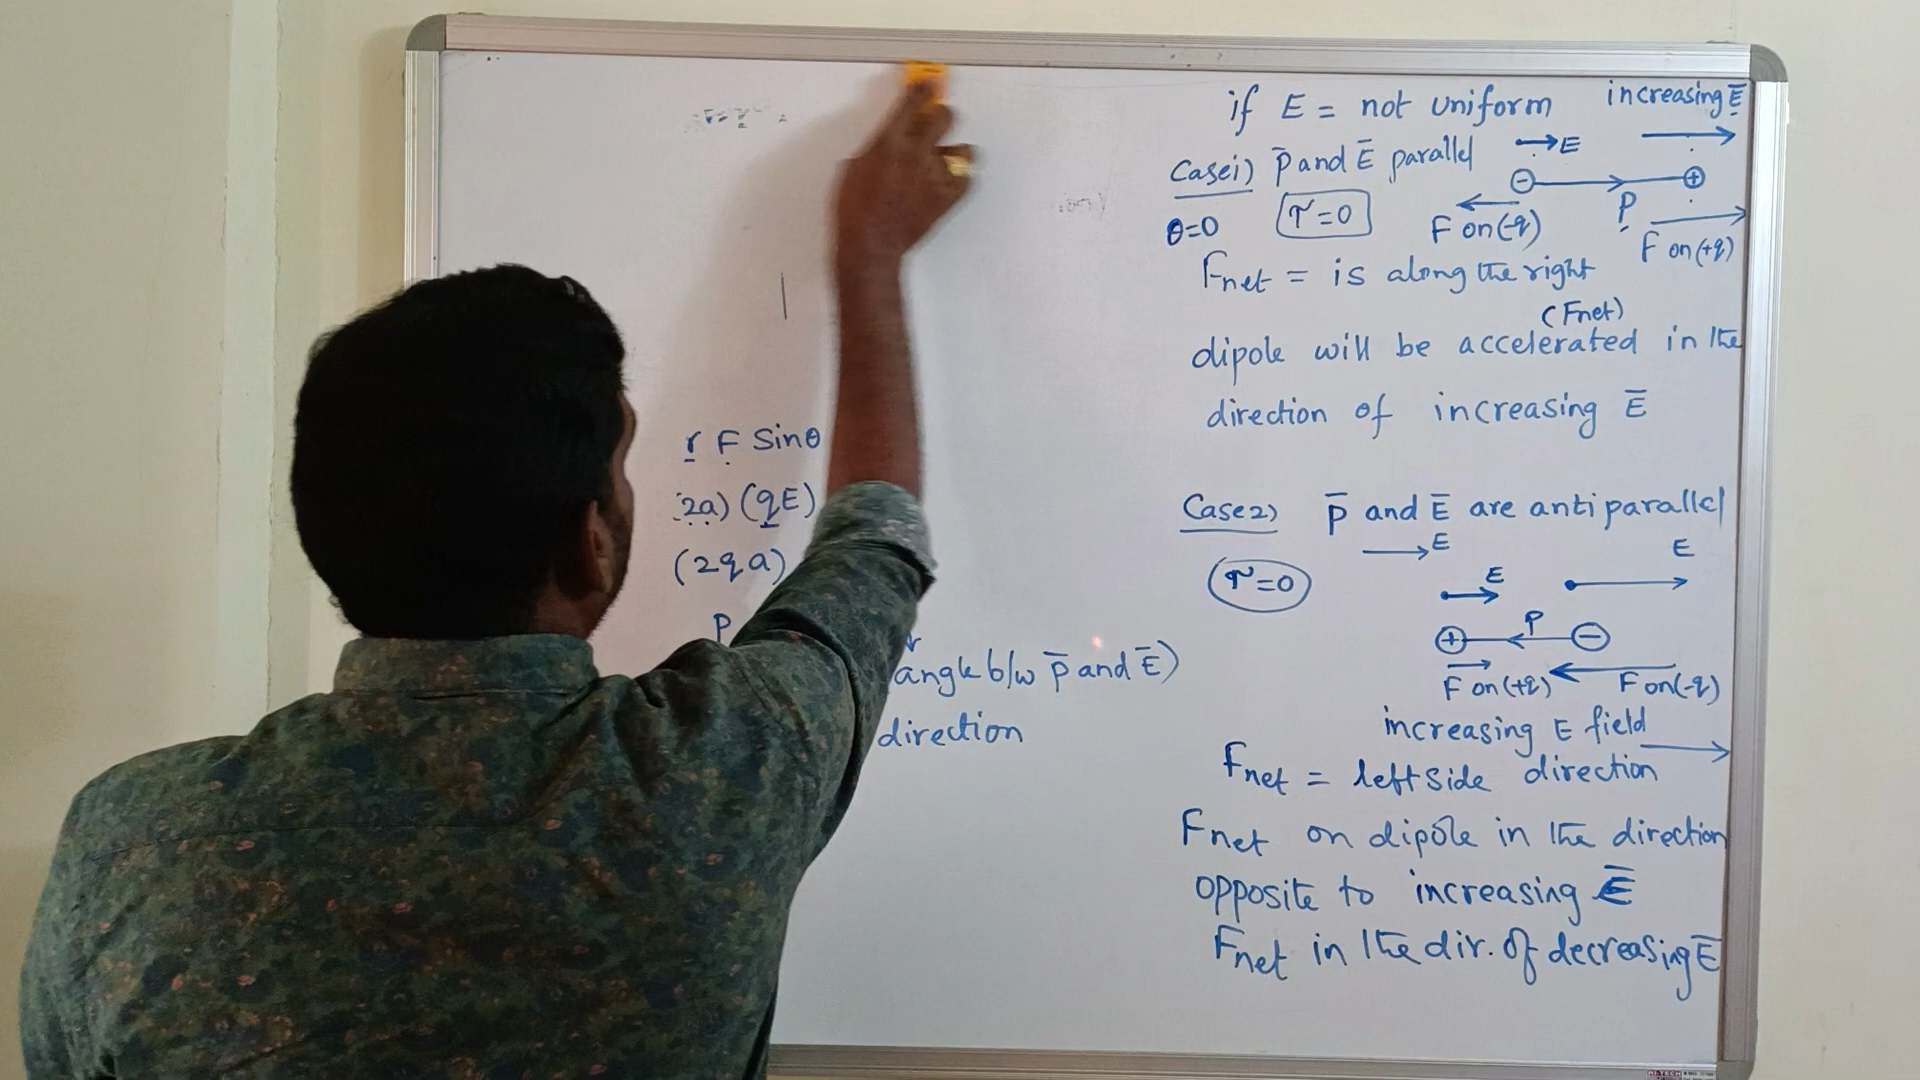 r F Sinθ
2a) (qE)
(2qa)
P
angle b/w p̄ and Ē)
direction
if E = not uniform
increasing Ē
Case i) p̄ and Ē parallel
→E
⊖ ⊕
θ=0 τ=0
F on(-q)
P
F on(+q)
Fnet = is along the right
(Fnet)
dipole will be accelerated in the
direction of increasing Ē
Case 2) p̄ and Ē are antiparallel
E E
τ=0
E
P
⊕ ⊖
F on(+q) F on(-q)
increasing E field
Fnet = left side direction
Fnet on dipole in the direction
opposite to increasing Ē
Fnet in the dir. of decreasing Ē